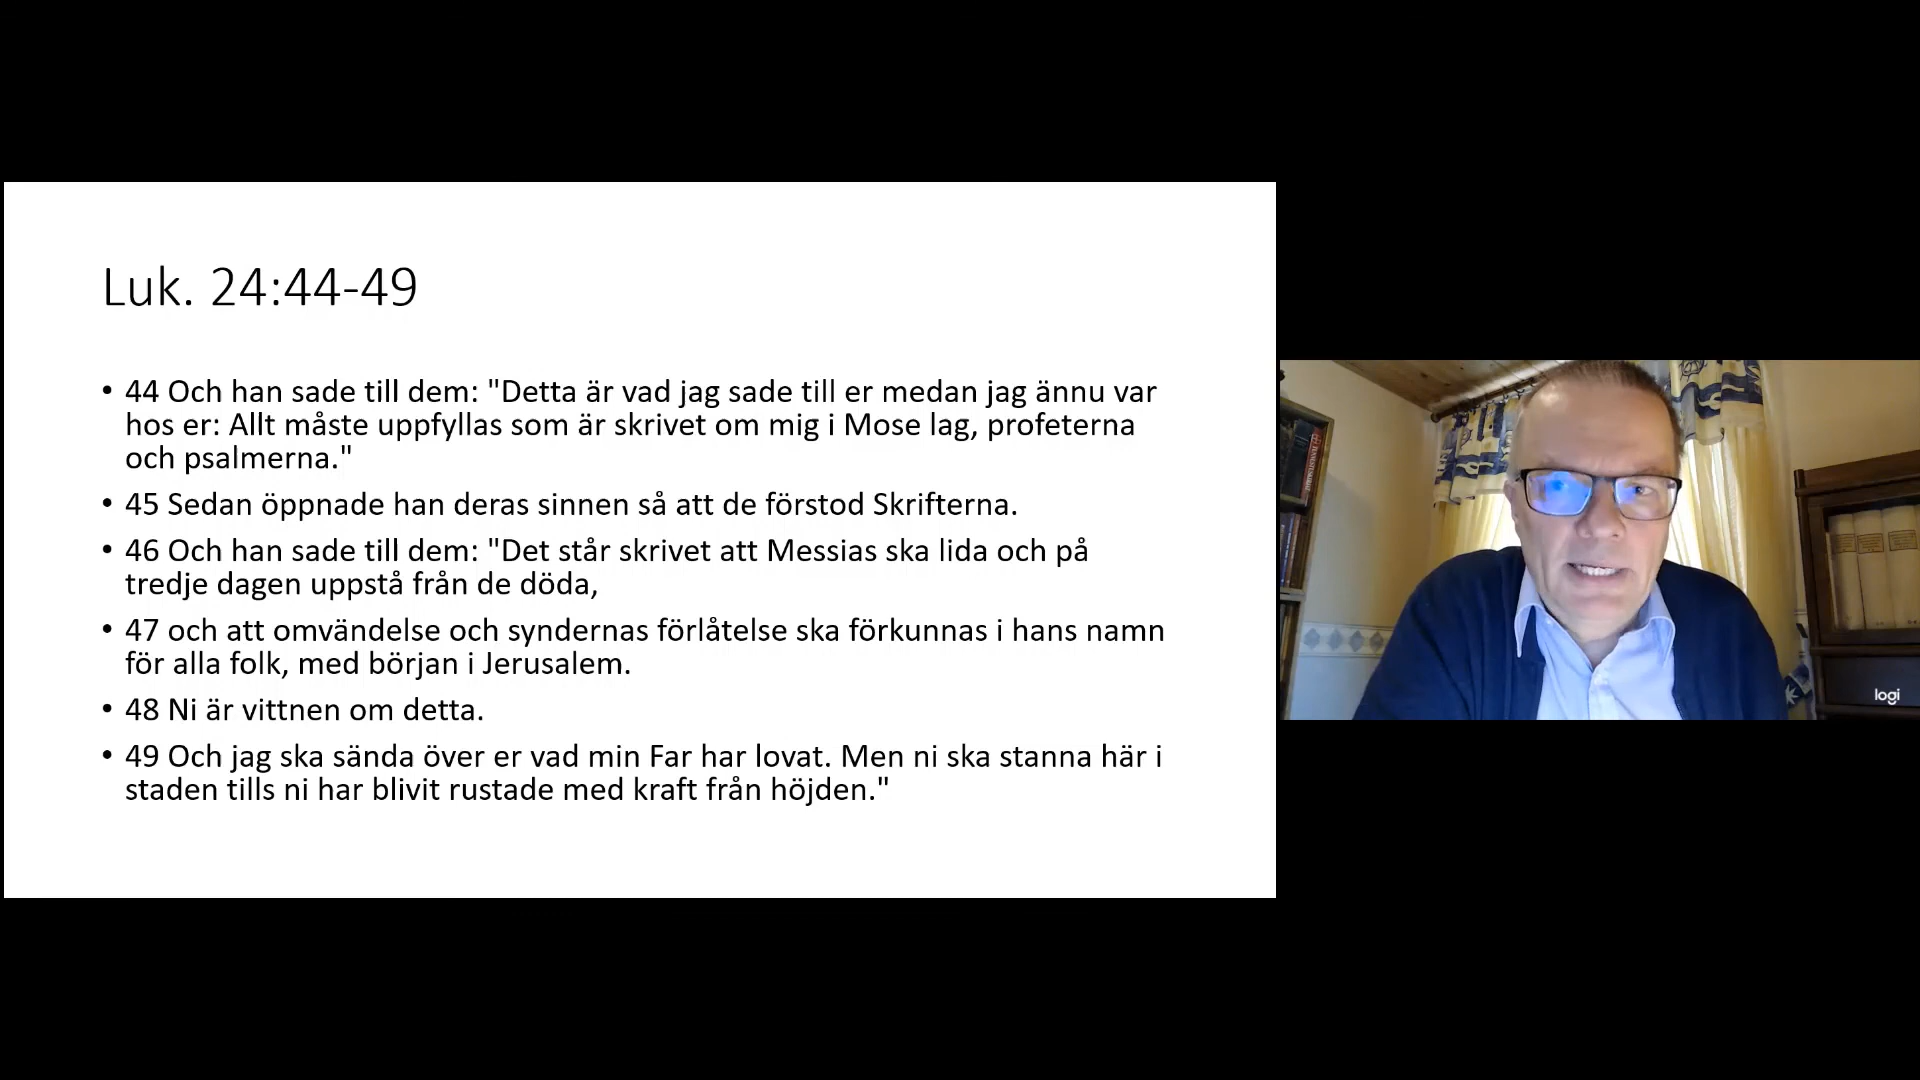 Luk. 24:44-49
• 44 Och han sade till dem: "Detta är vad jag sade till er medan jag ännu var
hos er: Allt måste uppfyllas som är skrivet om mig i Mose lag, profeterna
och psalmerna."
• 45 Sedan öppnade han deras sinnen så att de förstod Skrifterna.
• 46 Och han sade till dem: "Det står skrivet att Messias ska lida och på
tredje dagen uppstå från de döda,
• 47 och att omvändelse och syndernas förlåtelse ska förkunnas i hans namn
för alla folk, med början i Jerusalem.
• 48 Ni är vittnen om detta.
• 49 Och jag ska sända över er vad min Far har lovat. Men ni ska stanna här i
staden tills ni har blivit rustade med kraft från höjden."
logi